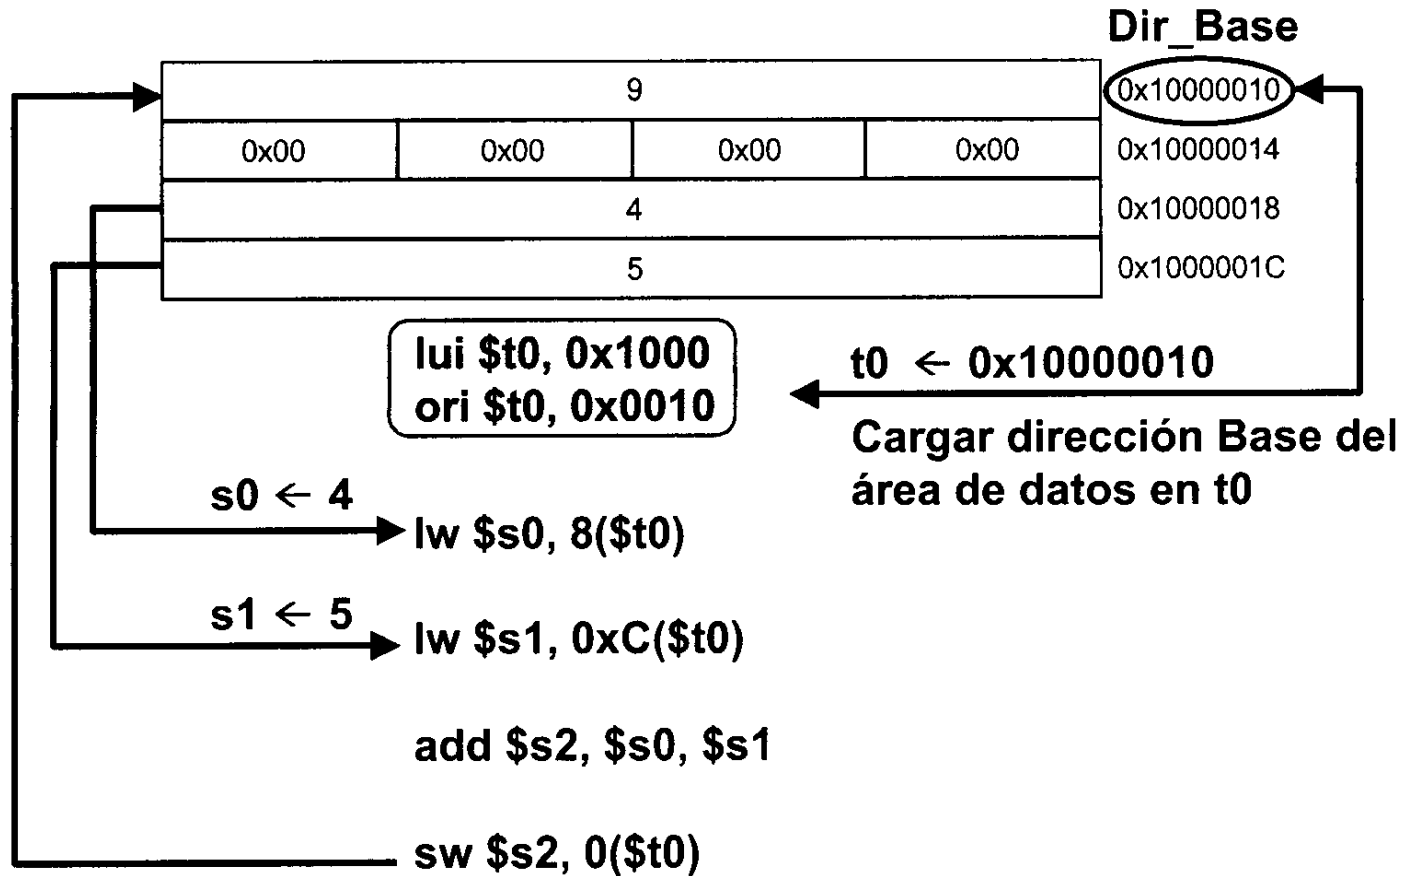 Dir_Base
9 0x10000010
0x00 0x00 0x00 0x00 0x10000014
4 0x10000018
5 0x1000001C
lui $t0, 0x1000
ori $t0, 0x0010
t0 ← 0x10000010
Cargar dirección Base del
área de datos en t0
s0 ← 4
lw $s0, 8($t0)
s1 ← 5
lw $s1, 0xC($t0)
add $s2, $s0, $s1
sw $s2, 0($t0)